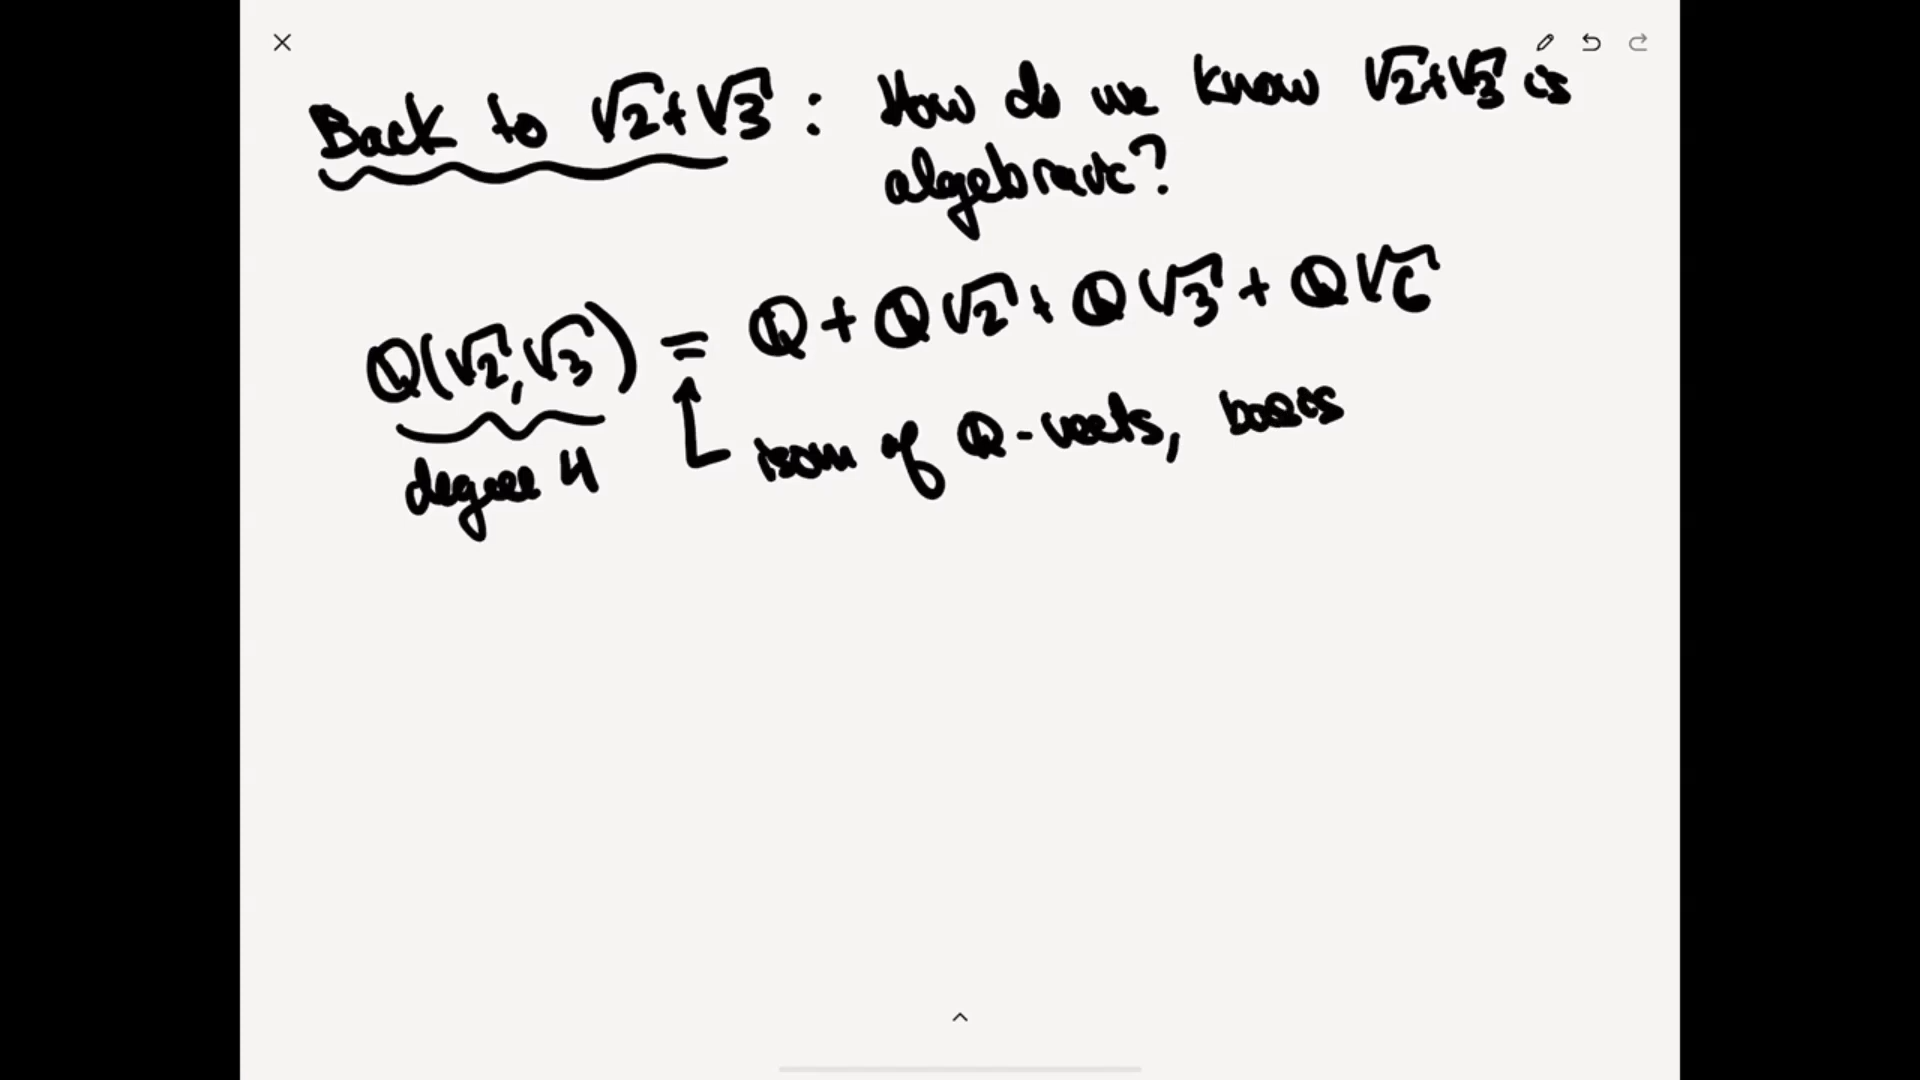 Back to √2+√3 : How do we know √2+√3 is
algebraic?
ℚ(√2,√3) = ℚ + ℚ√2 + ℚ√3 + ℚ√6
degree 4
isom of ℚ-vects, basis